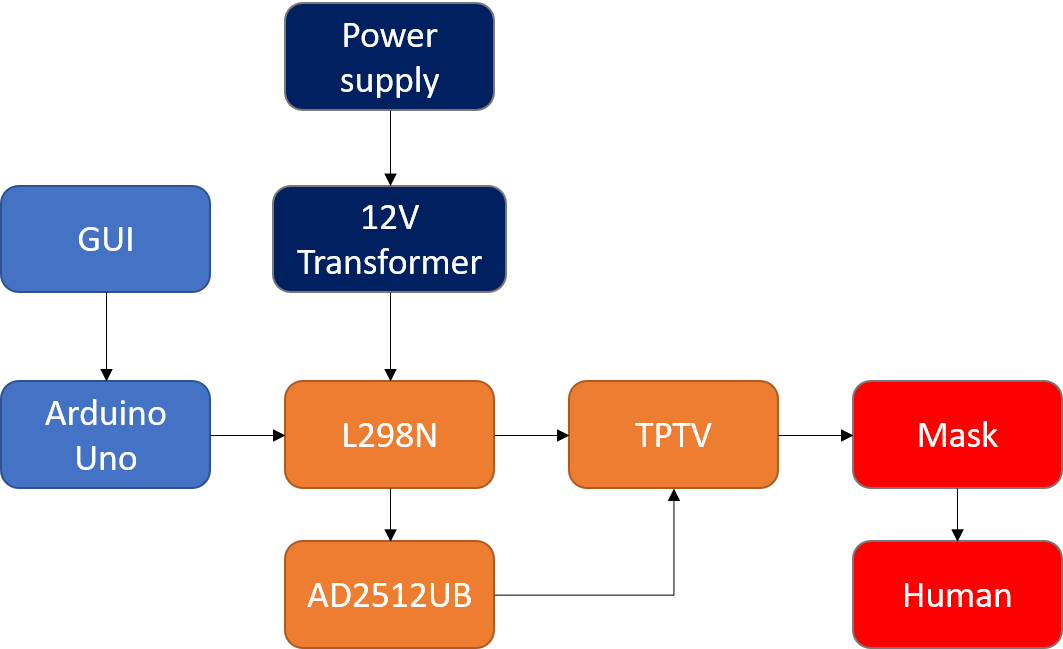 Power
supply
12V
Transformer
GUI
Arduino
Uno
L298N
TPTV
Mask
AD2512UB
Human